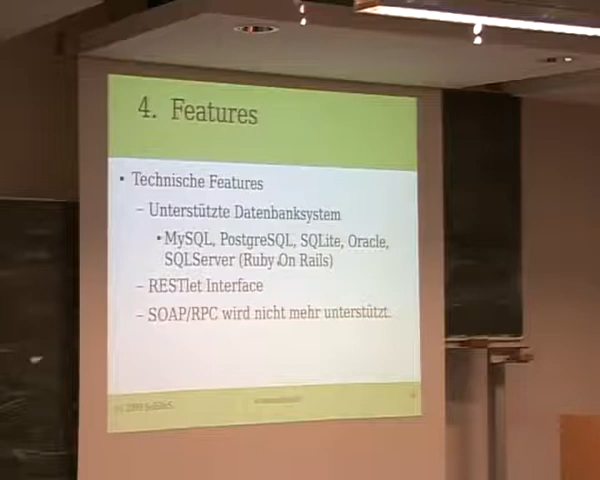 4. Features
• Technische Features
– Unterstützte Datenbanksystem
• MySQL, PostgreSQL, SQLite, Oracle,
SQLServer (Ruby On Rails)
– RESTlet Interface
– SOAP/RPC wird nicht mehr unterstützt.